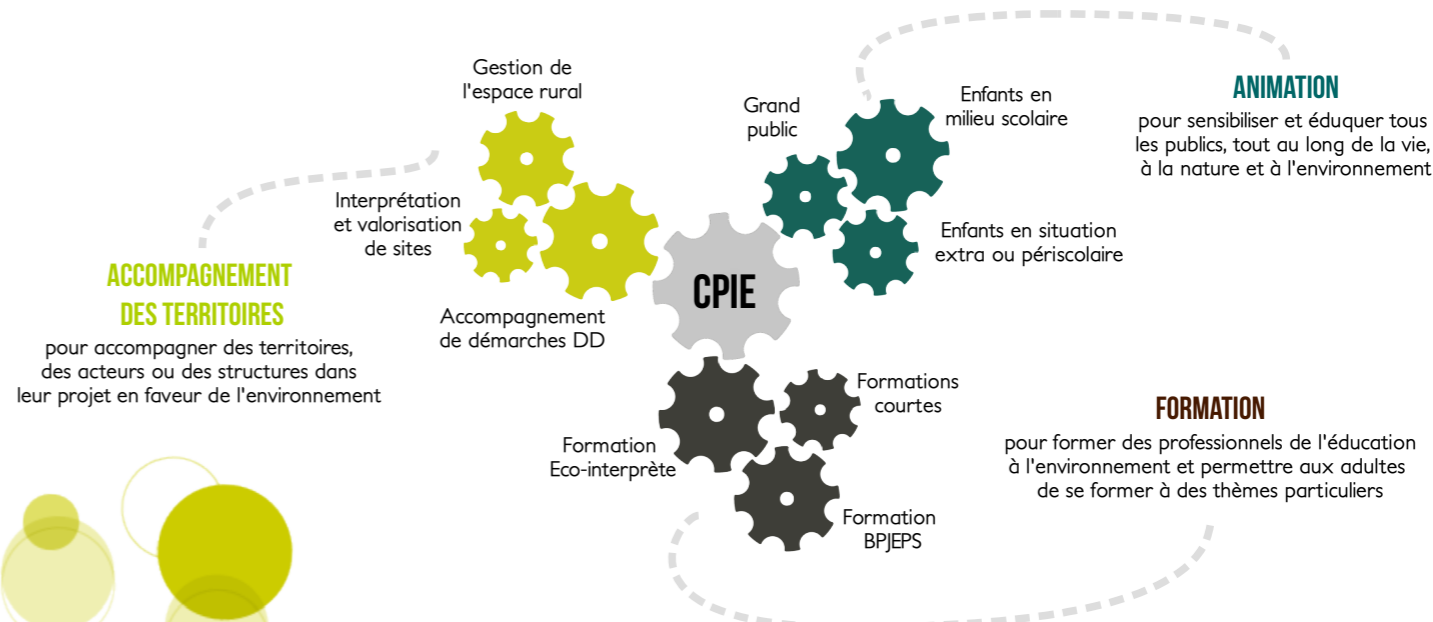 Gestion de
l'espace rural
Interprétation
et valorisation
de sites
Accompagnement
de démarches DD
ACCOMPAGNEMENT
DES TERRITOIRES
pour accompagner des territoires,
des acteurs ou des structures dans
leur projet en faveur de l'environnement
CPIE
Grand
public
Enfants en
milieu scolaire
Enfants en situation
extra ou périscolaire
ANIMATION
pour sensibiliser et éduquer tous
les publics, tout au long de la vie,
à la nature et à l'environnement
Formations
courtes
Formation
Eco-interprète
Formation
BPJEPS
FORMATION
pour former des professionnels de l'éducation
à l'environnement et permettre aux adultes
de se former à des thèmes particuliers